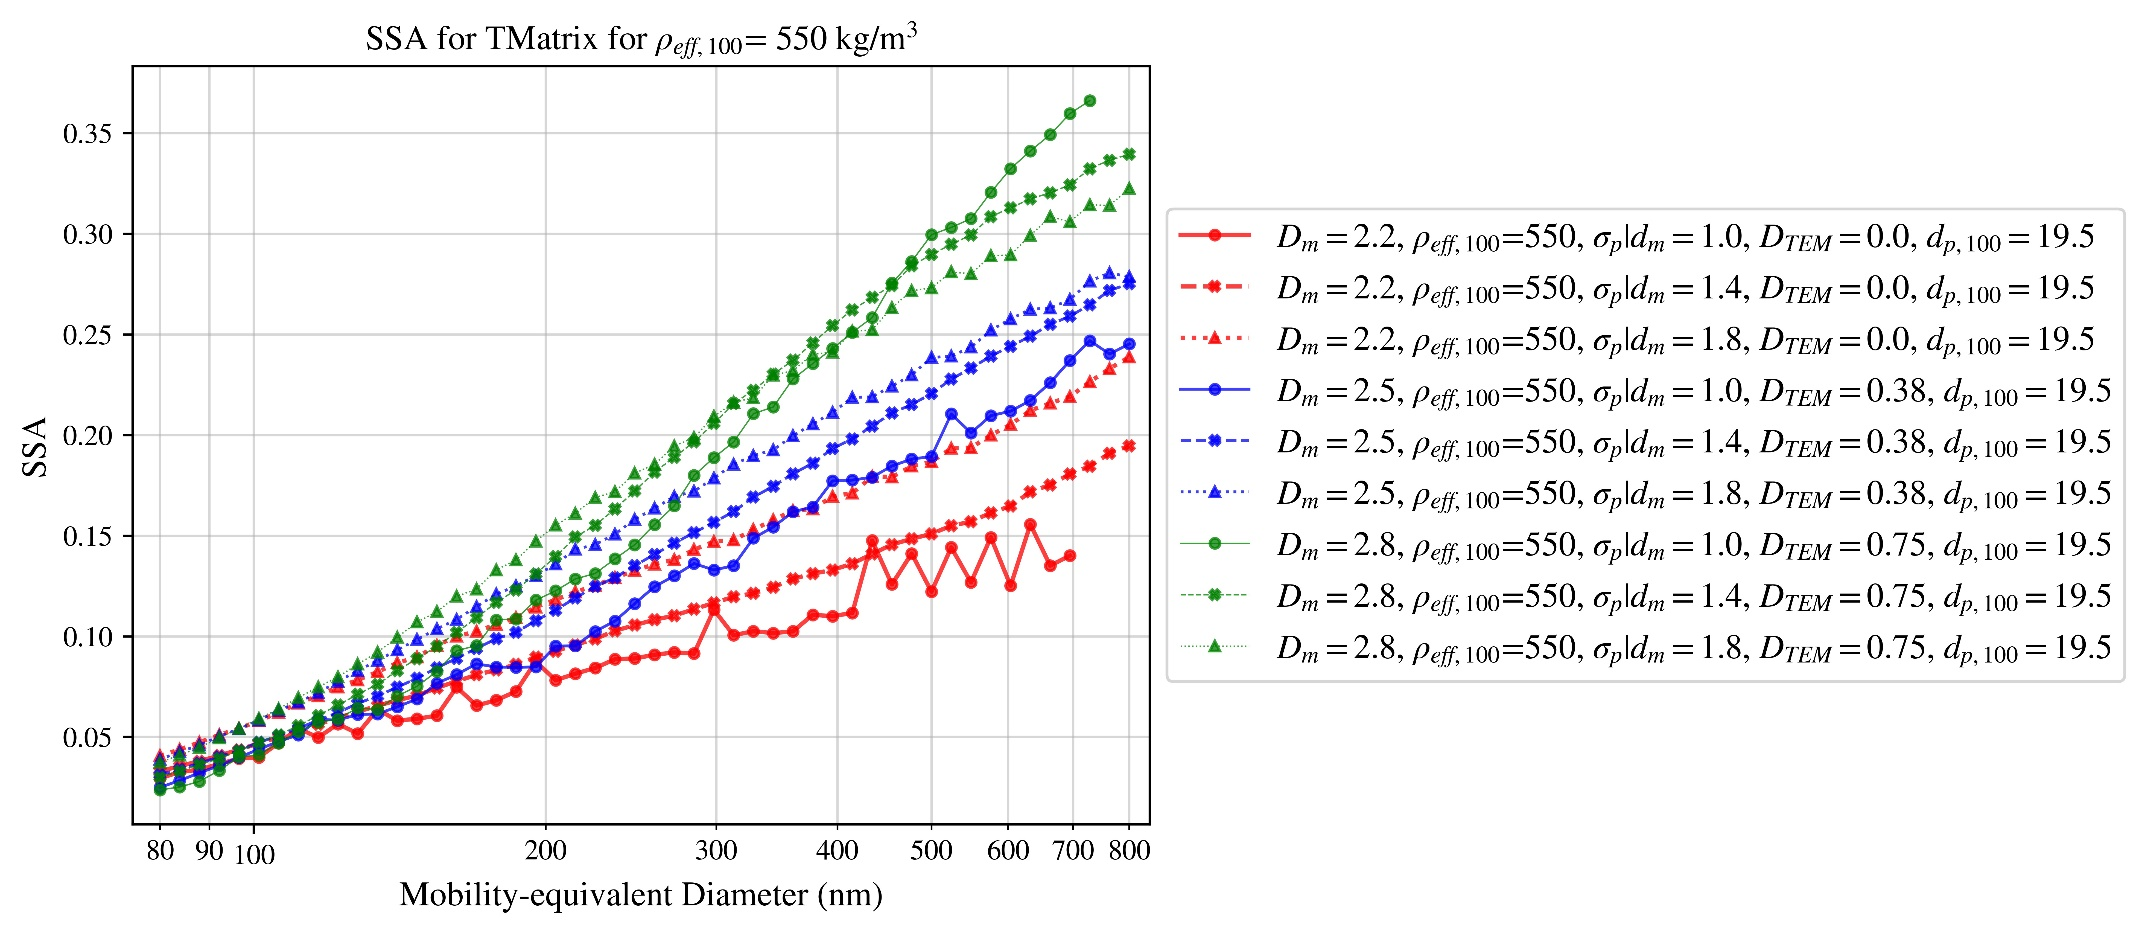 SSA for TMatrix for ρeff,100= 550 kg/m³
0.35
0.30
0.25
0.20
0.15
0.10
0.05
SSA
80 90 100 200 300 400 500 600 700 800
Mobility-equivalent Diameter (nm)
Dm = 2.2, ρeff,100=550, σp|dm = 1.0, DTEM = 0.0, dp,100 = 19.5
Dm = 2.2, ρeff,100=550, σp|dm = 1.4, DTEM = 0.0, dp,100 = 19.5
Dm = 2.2, ρeff,100=550, σp|dm = 1.8, DTEM = 0.0, dp,100 = 19.5
Dm = 2.5, ρeff,100=550, σp|dm = 1.0, DTEM = 0.38, dp,100 = 19.5
Dm = 2.5, ρeff,100=550, σp|dm = 1.4, DTEM = 0.38, dp,100 = 19.5
Dm = 2.5, ρeff,100=550, σp|dm = 1.8, DTEM = 0.38, dp,100 = 19.5
Dm = 2.8, ρeff,100=550, σp|dm = 1.0, DTEM = 0.75, dp,100 = 19.5
Dm = 2.8, ρeff,100=550, σp|dm = 1.4, DTEM = 0.75, dp,100 = 19.5
Dm = 2.8, ρeff,100=550, σp|dm = 1.8, DTEM = 0.75, dp,100 = 19.5